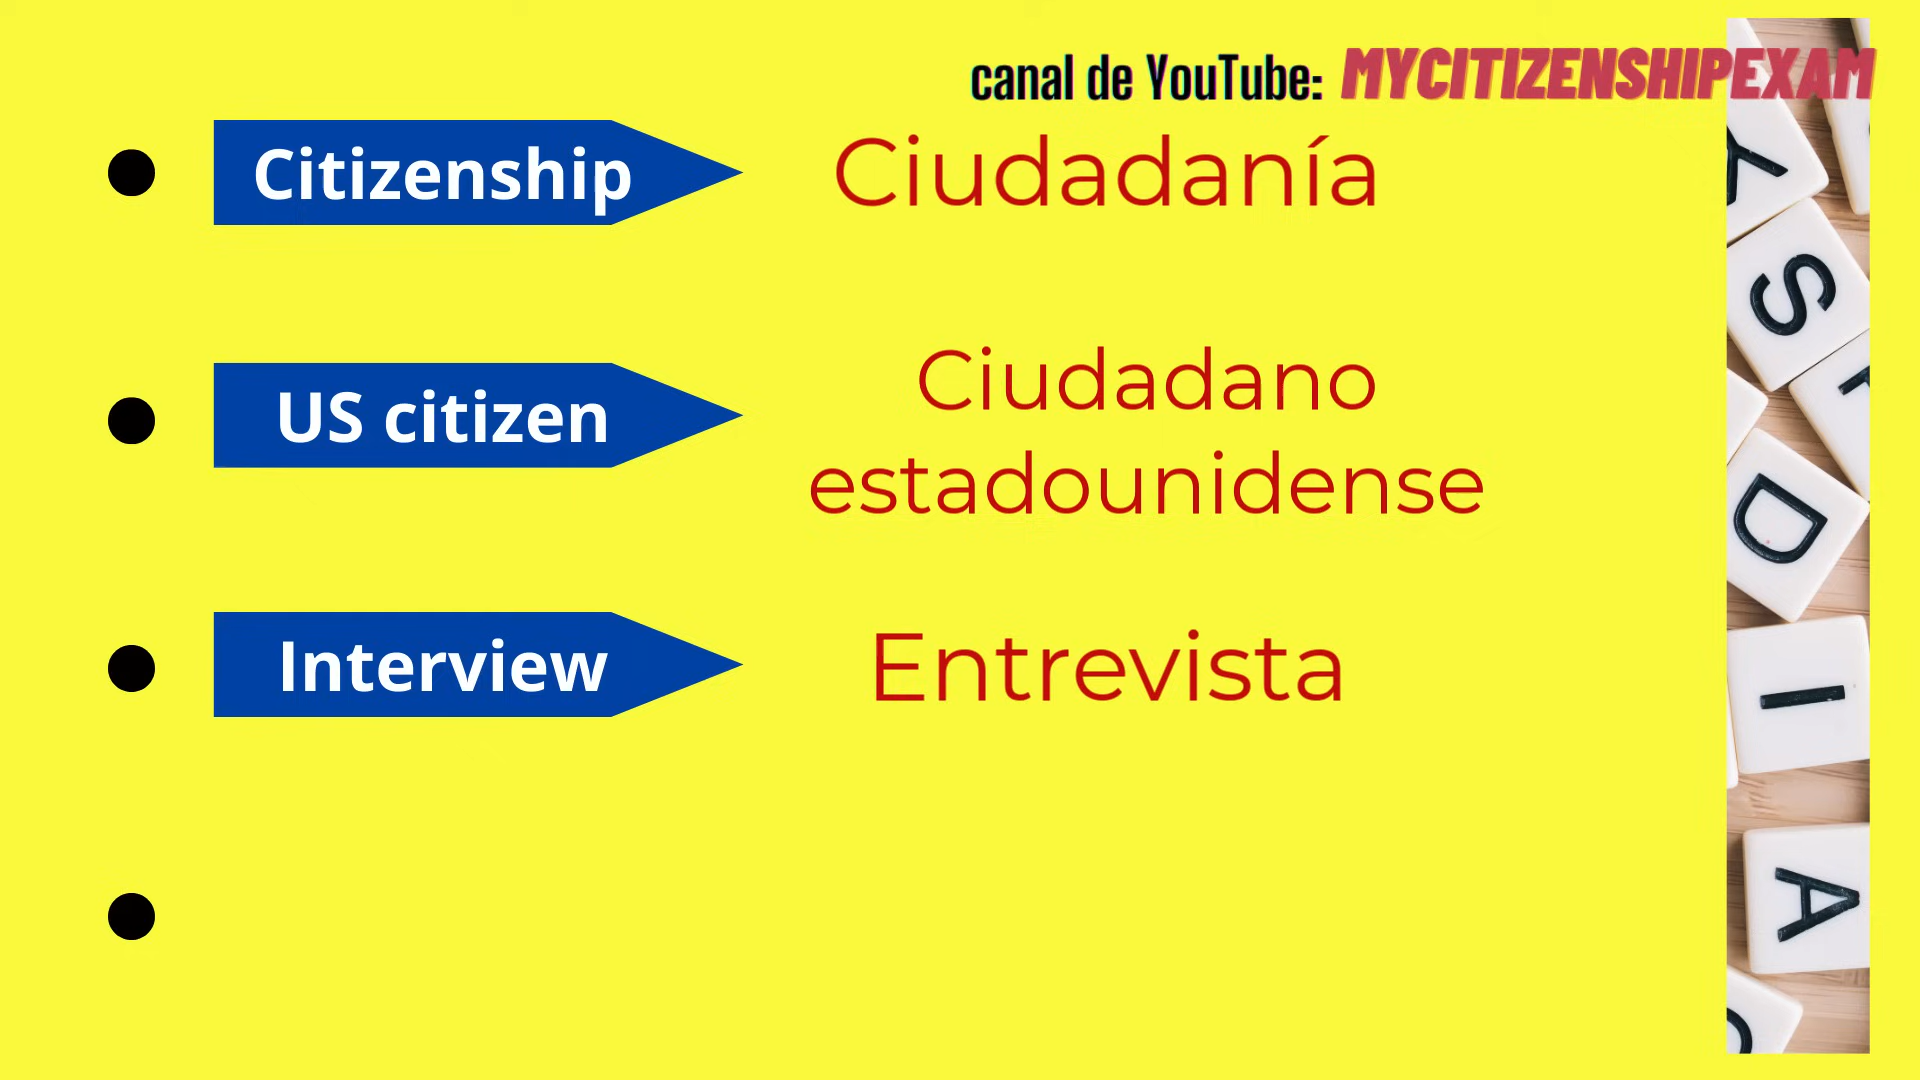 canal de YouTube: MYCITIZENSHIPEXAM
Citizenship
Ciudadanía
US citizen
Ciudadano
estadounidense
Interview
Entrevista
S
D
I
A